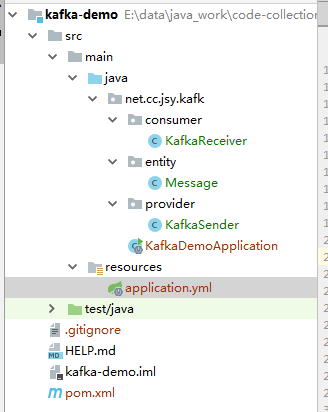 kafka-demo E:\data\java_work\code-collection
src
main
java
net.cc.jsy.kafk
consumer
KafkaReceiver
entity
Message
provider
KafkaSender
KafkaDemoApplication
resources
application.yml
test/java
.gitignore
HELP.md
kafka-demo.iml
pom.xml